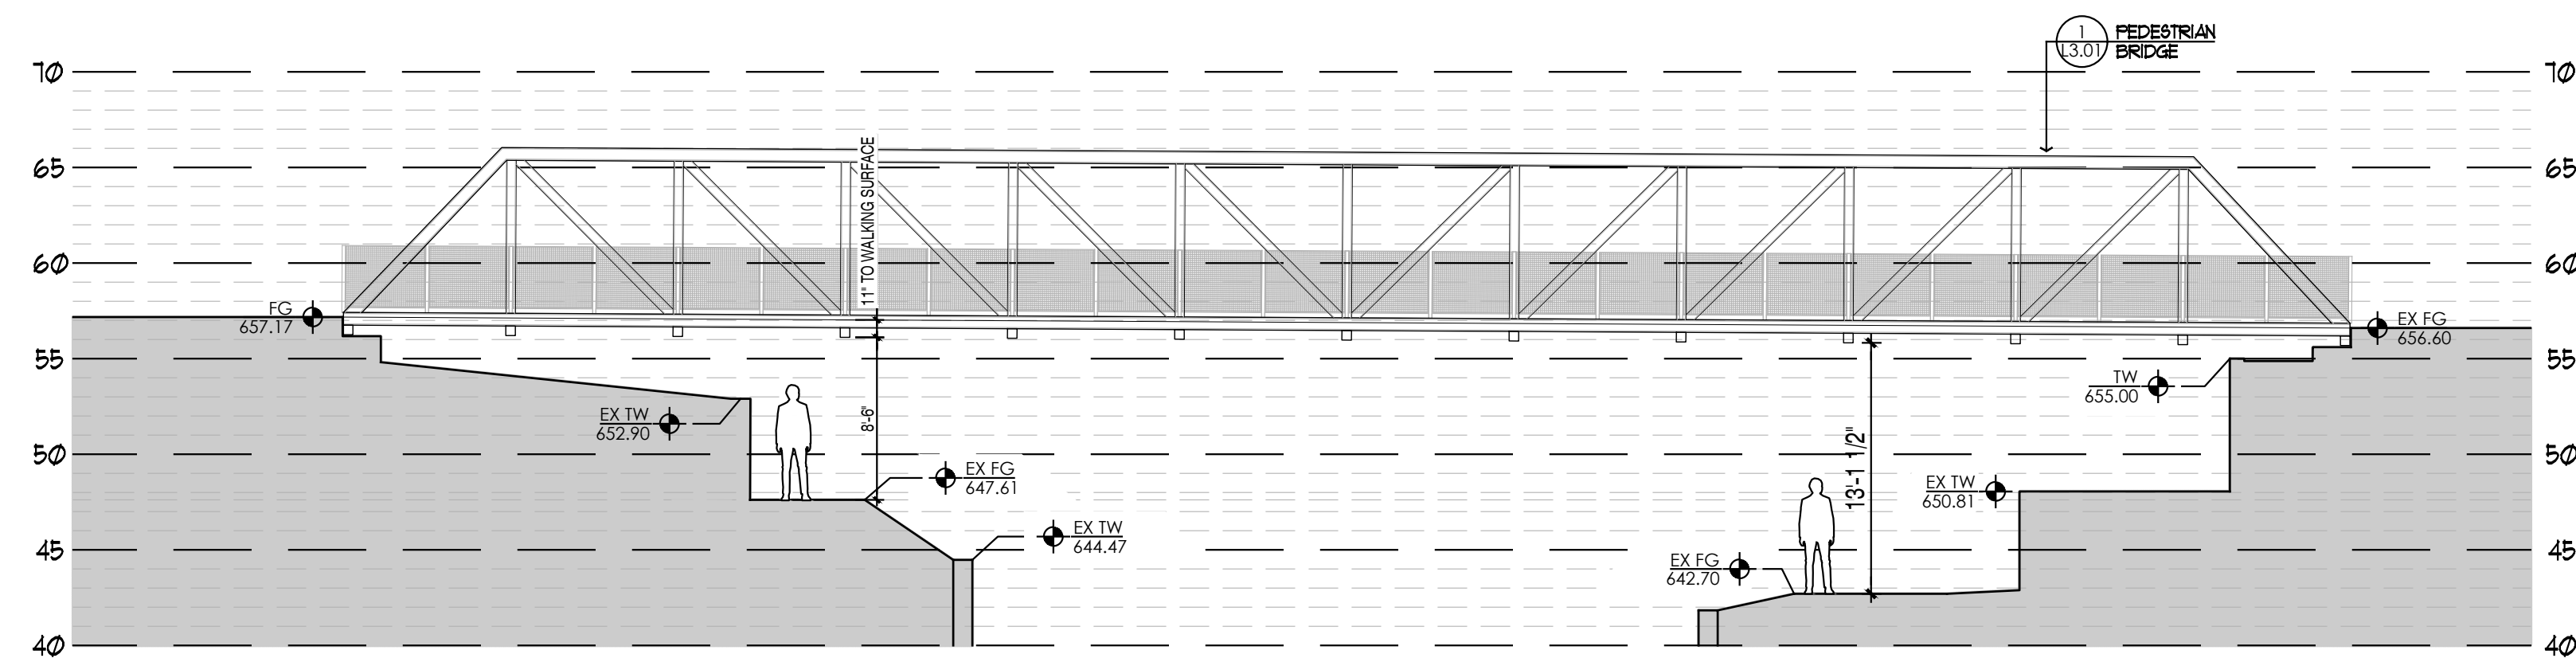 1
L3.01
PEDESTRIAN
BRIDGE
70
70
65
65
60
60
55
55
50
50
45
45
40
40
11" TO WALKING SURFACE
8'-6"
13'-1 1/2"
FG
657.17
EX FG
656.60
TW
655.00
EX TW
652.90
EX FG
647.61
EX TW
650.81
EX TW
644.47
EX FG
642.70